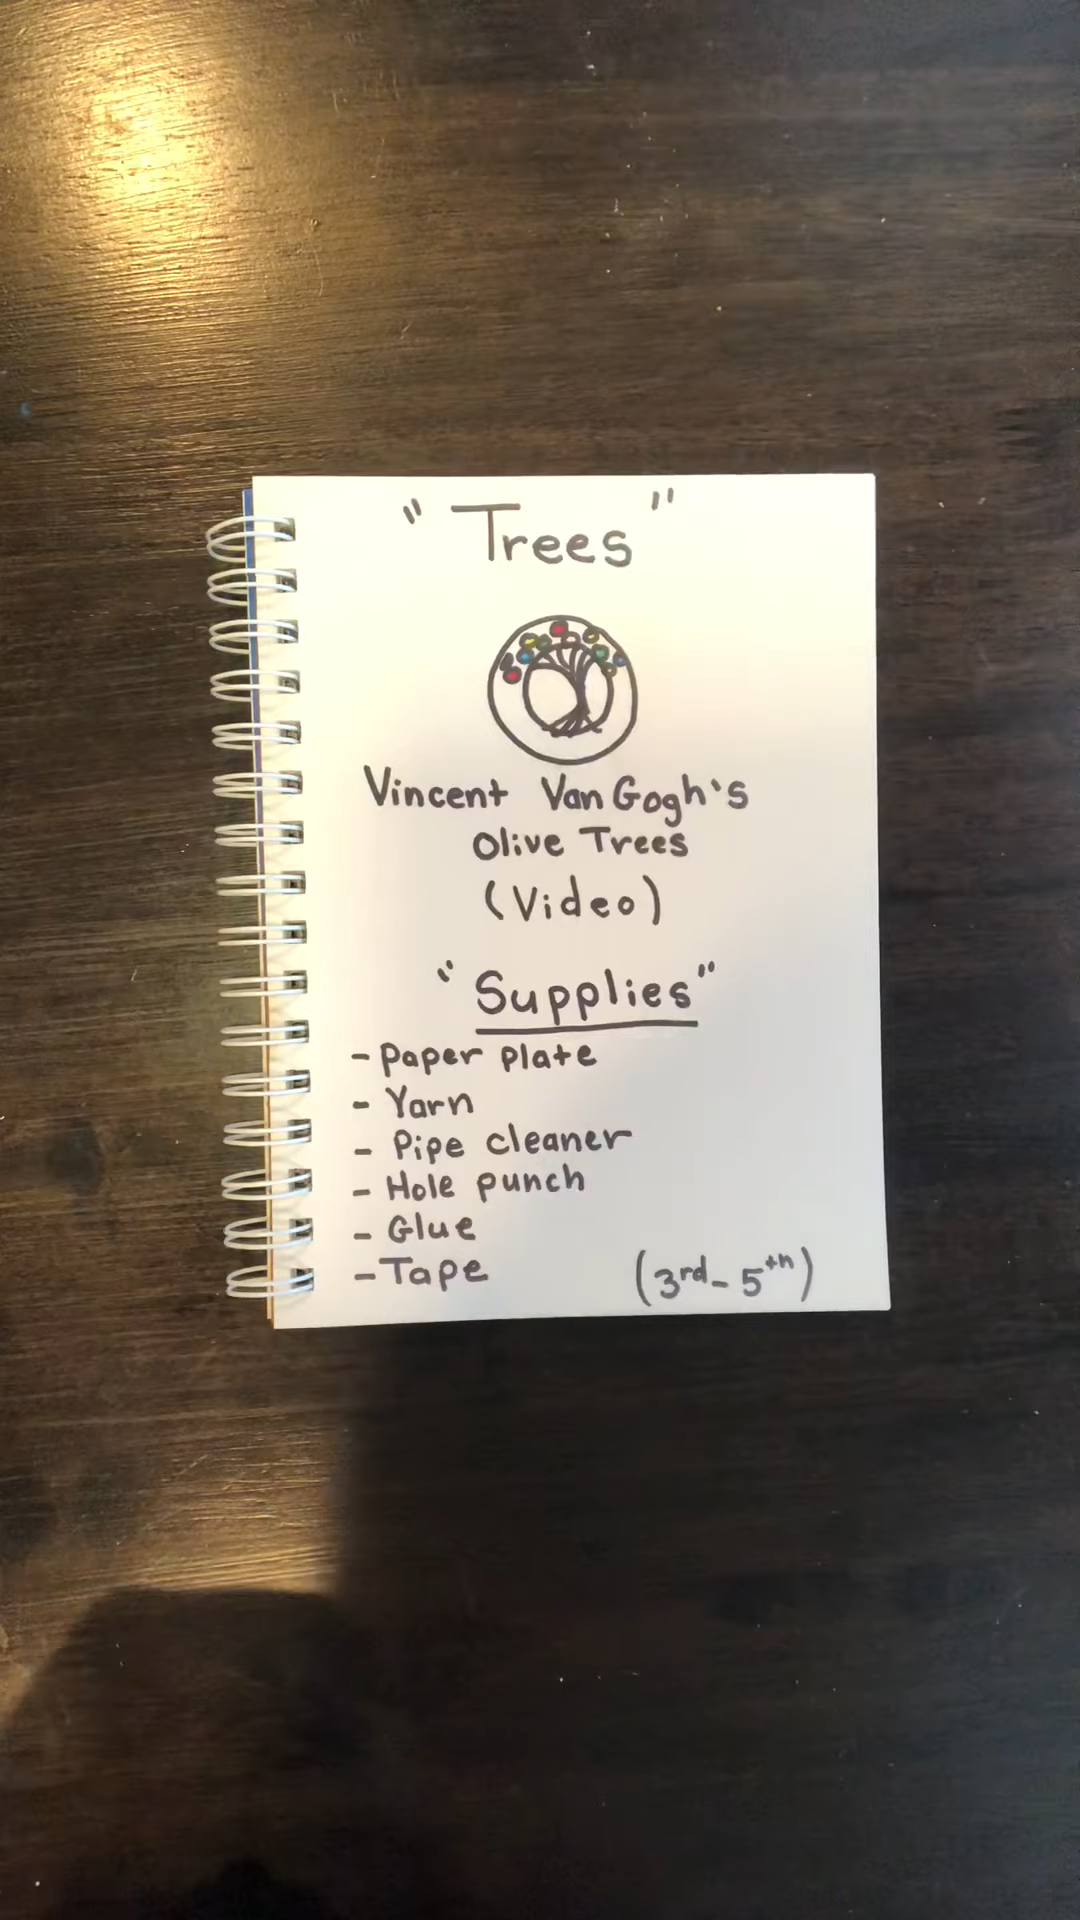 "Trees"
Vincent Van Gogh's
Olive Trees
(Video)
"Supplies"
- Paper plate
- Yarn
- Pipe cleaner
- Hole punch
- Glue
- Tape
(3rd - 5th)